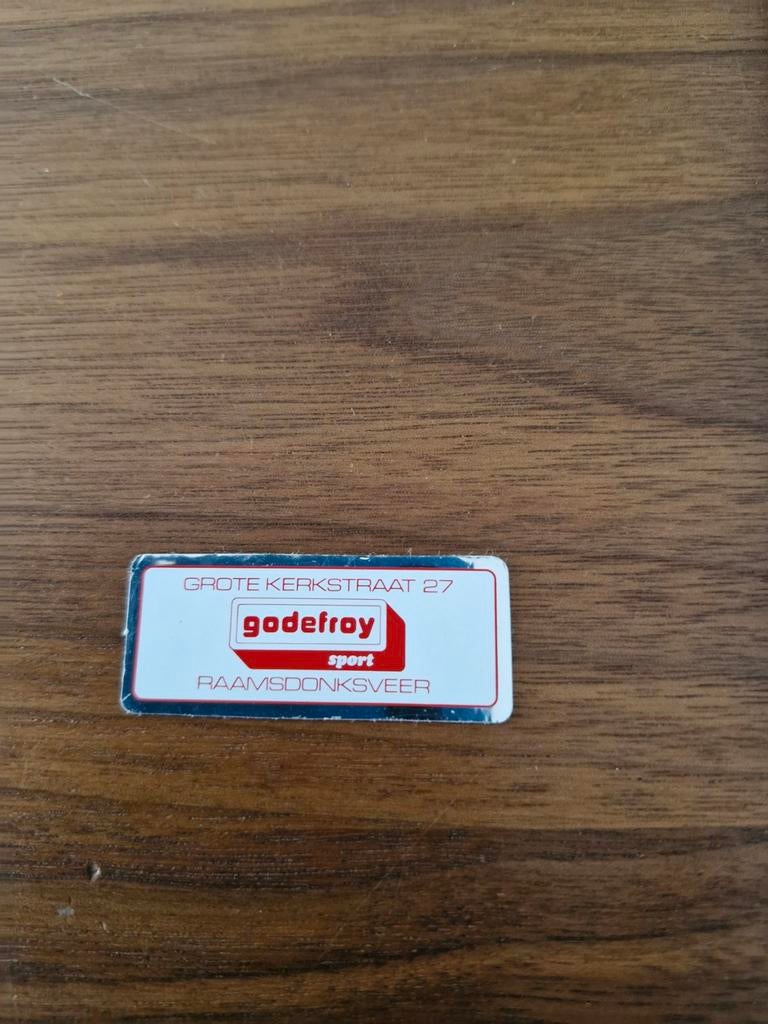 GROTE KERKSTRAAT 27
godefroy
sport
RAAMSDONKSVEER